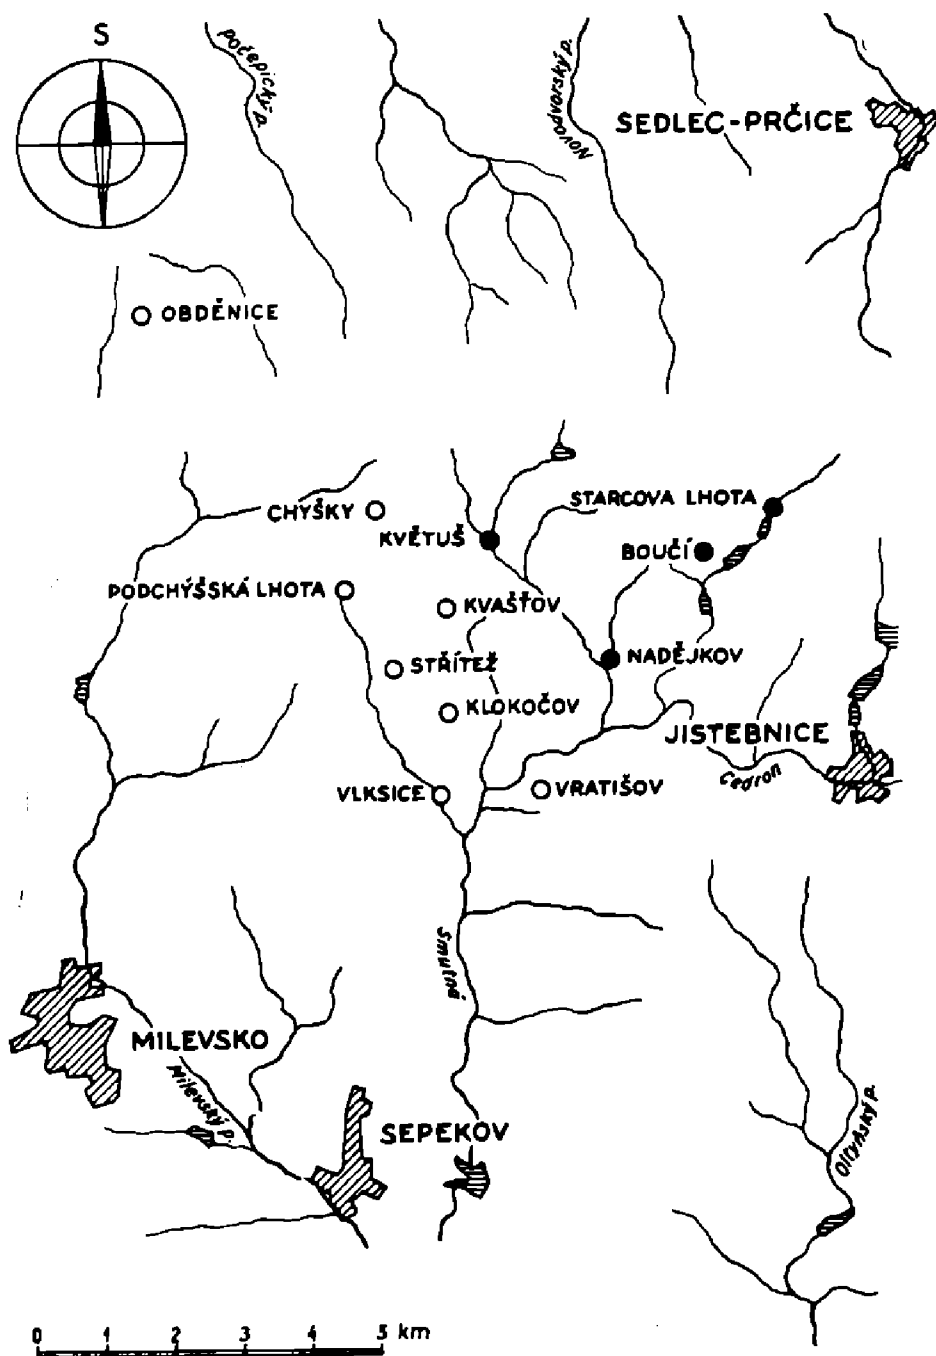 S
Počepický p.
Novodvorský p.
SEDLEC-PRČICE
OBDĚNICE
STARCOVA LHOTA
CHYŠKY
KVĚTUŠ
BOUČÍ
PODCHÝŠSKÁ LHOTA
KVAŠŤOV
STŘÍTEŽ
NADĚJKOV
KLOKOČOV
JISTEBNICE
Cedron
VLKSICE
VRATIŠOV
Smutná
MILEVSKO
Milevský p.
SEPEKOV
Oltyňský p.
0 1 2 3 4 5 km